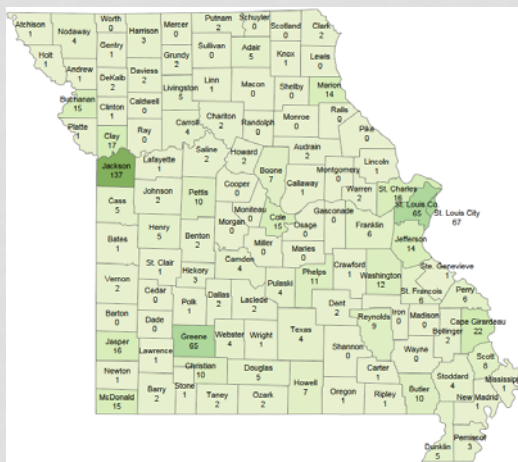 Atchison
1
Nodaway
4
Worth
0
Harrison
3
Mercer
0
Putnam
2
Schuyler
0
Scotland
0
Clark
2
Holt
1
Andrew
1
Gentry
1
DeKalb
2
Daviess
2
Grundy
2
Sullivan
0
Adair
5
Knox
1
Lewis
0
Buchanan
15
Clinton
1
Caldwell
0
Livingston
5
Linn
1
Macon
0
Shelby
0
Marion
14
Platte
1
Clay
17
Ray
0
Carroll
4
Chariton
2
Randolph
0
Monroe
0
Ralls
0
Pike
0
Jackson
137
Lafayette
1
Saline
2
Howard
2
Boone
7
Audrain
2
Callaway
1
Montgomery
0
Lincoln
1
Warren
2
St. Charles
16
St. Louis Co.
65
St. Louis City
67
Cass
5
Johnson
2
Pettis
10
Cooper
0
Moniteau
0
Morgan
0
Cole
15
Osage
0
Gasconade
0
Franklin
6
Jefferson
14
Bates
1
Henry
5
Benton
2
Miller
0
Maries
0
Camden
4
St. Clair
1
Hickory
3
Pulaski
4
Phelps
11
Crawford
1
Washington
12
Ste. Genevieve
1
St. Francois
6
Perry
6
Vernon
2
Cedar
0
Polk
1
Dallas
2
Laclede
2
Dent
2
Reynolds
9
Iron
0
Madison
0
Bollinger
2
Cape Girardeau
22
Barton
0
Dade
0
Jasper
16
Lawrence
1
Greene
65
Webster
4
Wright
1
Texas
4
Shannon
0
Wayne
0
Scott
8
Newton
1
Christian
10
Douglas
5
Howell
7
Carter
1
Butler
10
Stoddard
4
Mississippi
1
New Madrid
1
McDonald
15
Barry
2
Stone
1
Taney
2
Ozark
2
Oregon
1
Ripley
1
Dunklin
5
Pemiscot
3